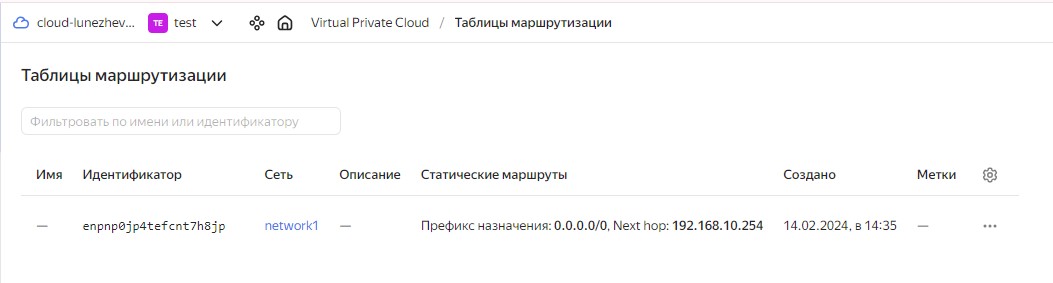 cloud-lunezhev... TE test Virtual Private Cloud / Таблицы маршрутизации
Таблицы маршрутизации
Фильтровать по имени или идентификатору
Имя Идентификатор Сеть Описание Статические маршруты Создано Метки
— enpnp0jp4tefcnt7h8jp network1 — Префикс назначения: 0.0.0.0/0, Next hop: 192.168.10.254 14.02.2024, в 14:35 —